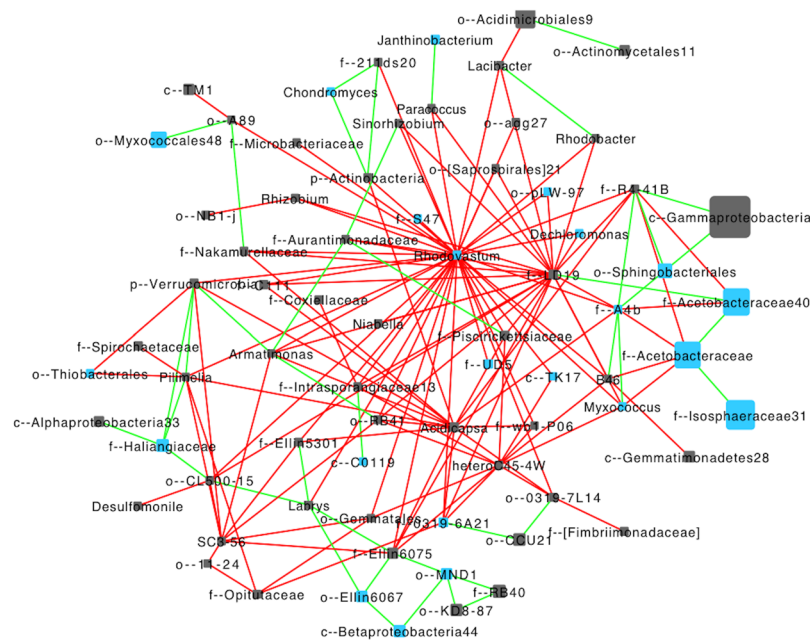 o--Acidimicrobiales9
Janthinobacterium
o--Actinomycetales11
f--211ds20
Lacibacter
c--TM1
Chondromyces
Paracoccus
o--A89
Sinorhizobium
o--agg27
o--Myxococcales48
f--Microbacteriaceae
Rhodobacter
o--[Saprospirales]21
p--Actinobacteria
f--R4-41B
o--pLW-97
Rhizobium
o--NB1-j
f--S47
c--Gammaproteobacteria
Dechloromonas
f--Aurantimonadaceae
f--Nakamurellaceae
Rhodovastum
o--Sphingobacteriales
f--LD19
p--Verrucomicrobia
f--Coxiellaceae
f--Acetobacteraceae40
f--A4b
Niabella
f--Piscirickettsiaceae
f--Spirochaetaceae
Armatimonas
f--Acetobacteraceae
f--UD5
o--Thiobacterales
Pilimella
c--TK17
B46
f--Intrasporangiaceae13
Myxococcus
f--Isosphaeraceae31
c--Alphaproteobacteria33
o--RB41
Acidicapsa
f--wb1-P06
f--Haliangiaceae
f--Ellin5301
c--C0119
c--Gemmatimonadetes28
heteroC45-4W
o--CL500-15
o--0319-7L14
Desulfomonile
Labrys
o--Gemmatales
0319-6A21
f--[Fimbriimonadaceae]
SC3-56
o--CCU21
f--Ellin6075
o--11-24
o--MND1
f--Opitutaceae
o--Ellin6067
f--RB40
o--KD8-87
c--Betaproteobacteria44